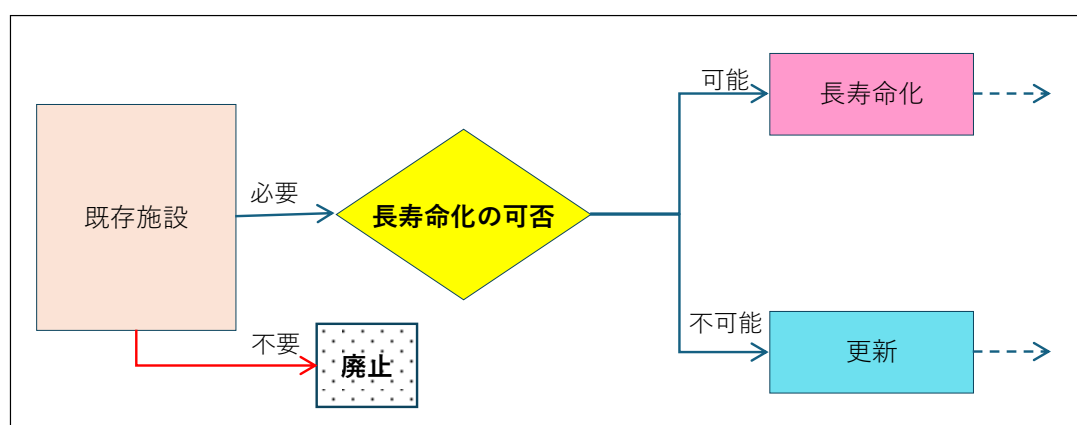 既存施設
必要
長寿命化の可否
可能
長寿命化
不可能
更新
不要
廃止